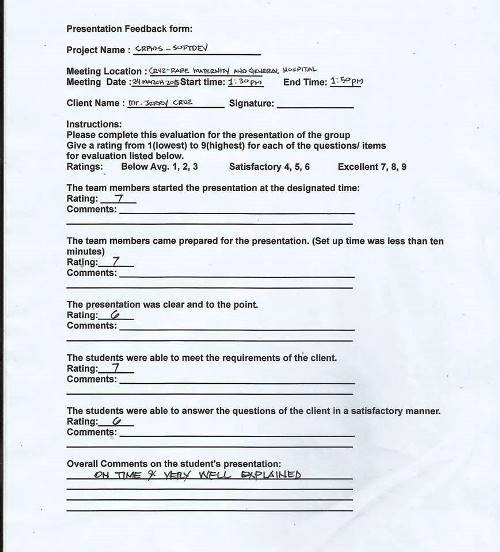 Presentation Feedback form:
Project Name : CRPMS - SOFTDEV
Meeting Location : CRUZ-RABE MATERNITY AND GENERAL HOSPITAL
Meeting Date : 24 MARCH 2015 Start time: 1:30PM End Time: 1:50PM
Client Name : MR. JERRY CRUZ Signature:
Instructions:
Please complete this evaluation for the presentation of the group
Give a rating from 1(lowest) to 9(highest) for each of the questions/ items
for evaluation listed below.
Ratings: Below Avg. 1, 2, 3 Satisfactory 4, 5, 6 Excellent 7, 8, 9
The team members started the presentation at the designated time:
Rating: 7
Comments:
The team members came prepared for the presentation. (Set up time was less than ten
minutes)
Rating: 7
Comments:
The presentation was clear and to the point.
Rating: 6
Comments:
The students were able to meet the requirements of the client.
Rating: 7
Comments:
The students were able to answer the questions of the client in a satisfactory manner.
Rating: 6
Comments:
Overall Comments on the student's presentation:
ON TIME & VERY WELL EXPLAINED